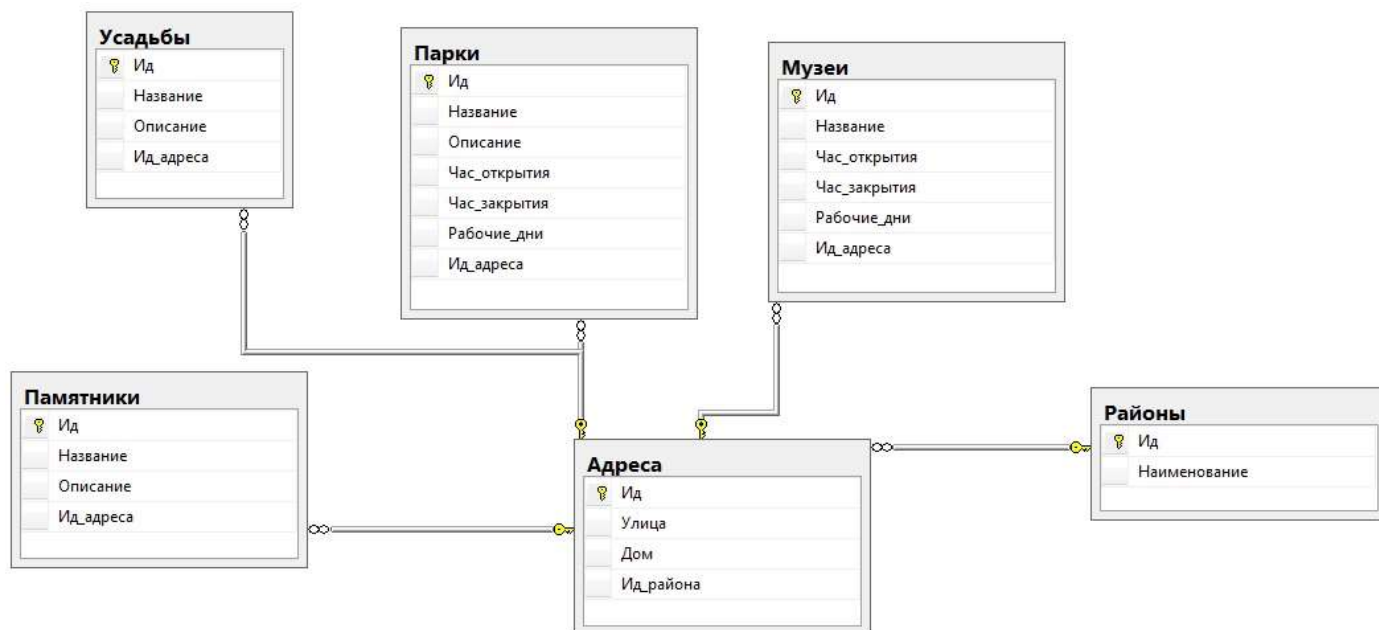 Усадьбы
Ид
Название
Описание
Ид_адреса
Парки
Ид
Название
Описание
Час_открытия
Час_закрытия
Рабочие_дни
Ид_адреса
Музеи
Ид
Название
Час_открытия
Час_закрытия
Рабочие_дни
Ид_адреса
Памятники
Ид
Название
Описание
Ид_адреса
Адреса
Ид
Улица
Дом
Ид_района
Районы
Ид
Наименование